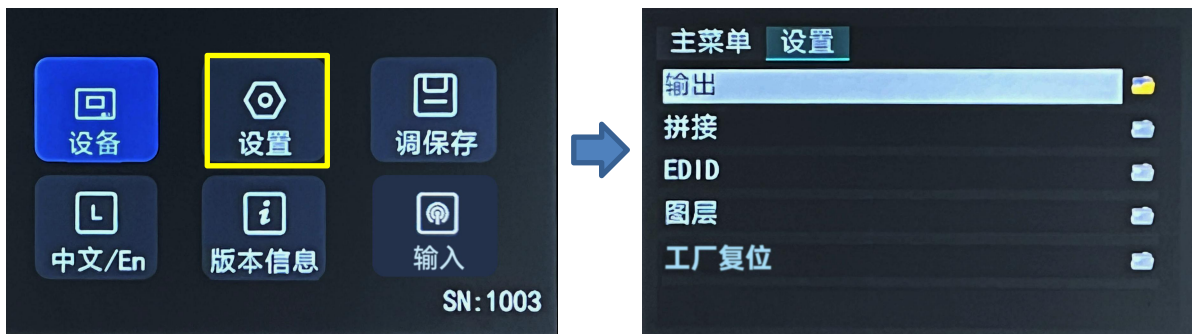 设备
设置
调保存
中文/En
版本信息
输入
SN:1003
主菜单 设置
输出
拼接
EDID
图层
工厂复位